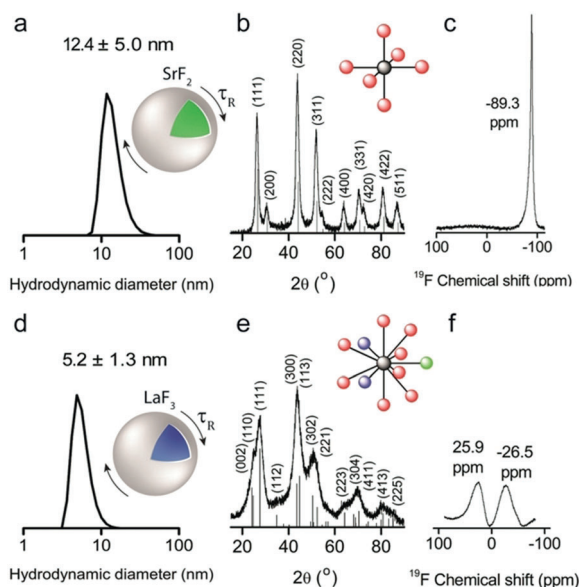 a
12.4 ± 5.0 nm
SrF2
τR
1 10 100
Hydrodynamic diameter (nm)
b
(111)
(200)
(220)
(311)
(222)
(400)
(331)
(420)
(422)
(511)
20 40 60 80
2θ (°)
c
-89.3
ppm
100 0 -100
19F Chemical shift (ppm)
d
5.2 ± 1.3 nm
LaF3
τR
1 10 100
Hydrodynamic diameter (nm)
e
(002)
(110)
(111)
(112)
(300)
(113)
(302)
(221)
(223)
(304)
(411)
(413)
(225)
20 40 60 80
2θ (°)
f
25.9
ppm
-26.5
ppm
100 0 -100
19F Chemical shift (ppm)